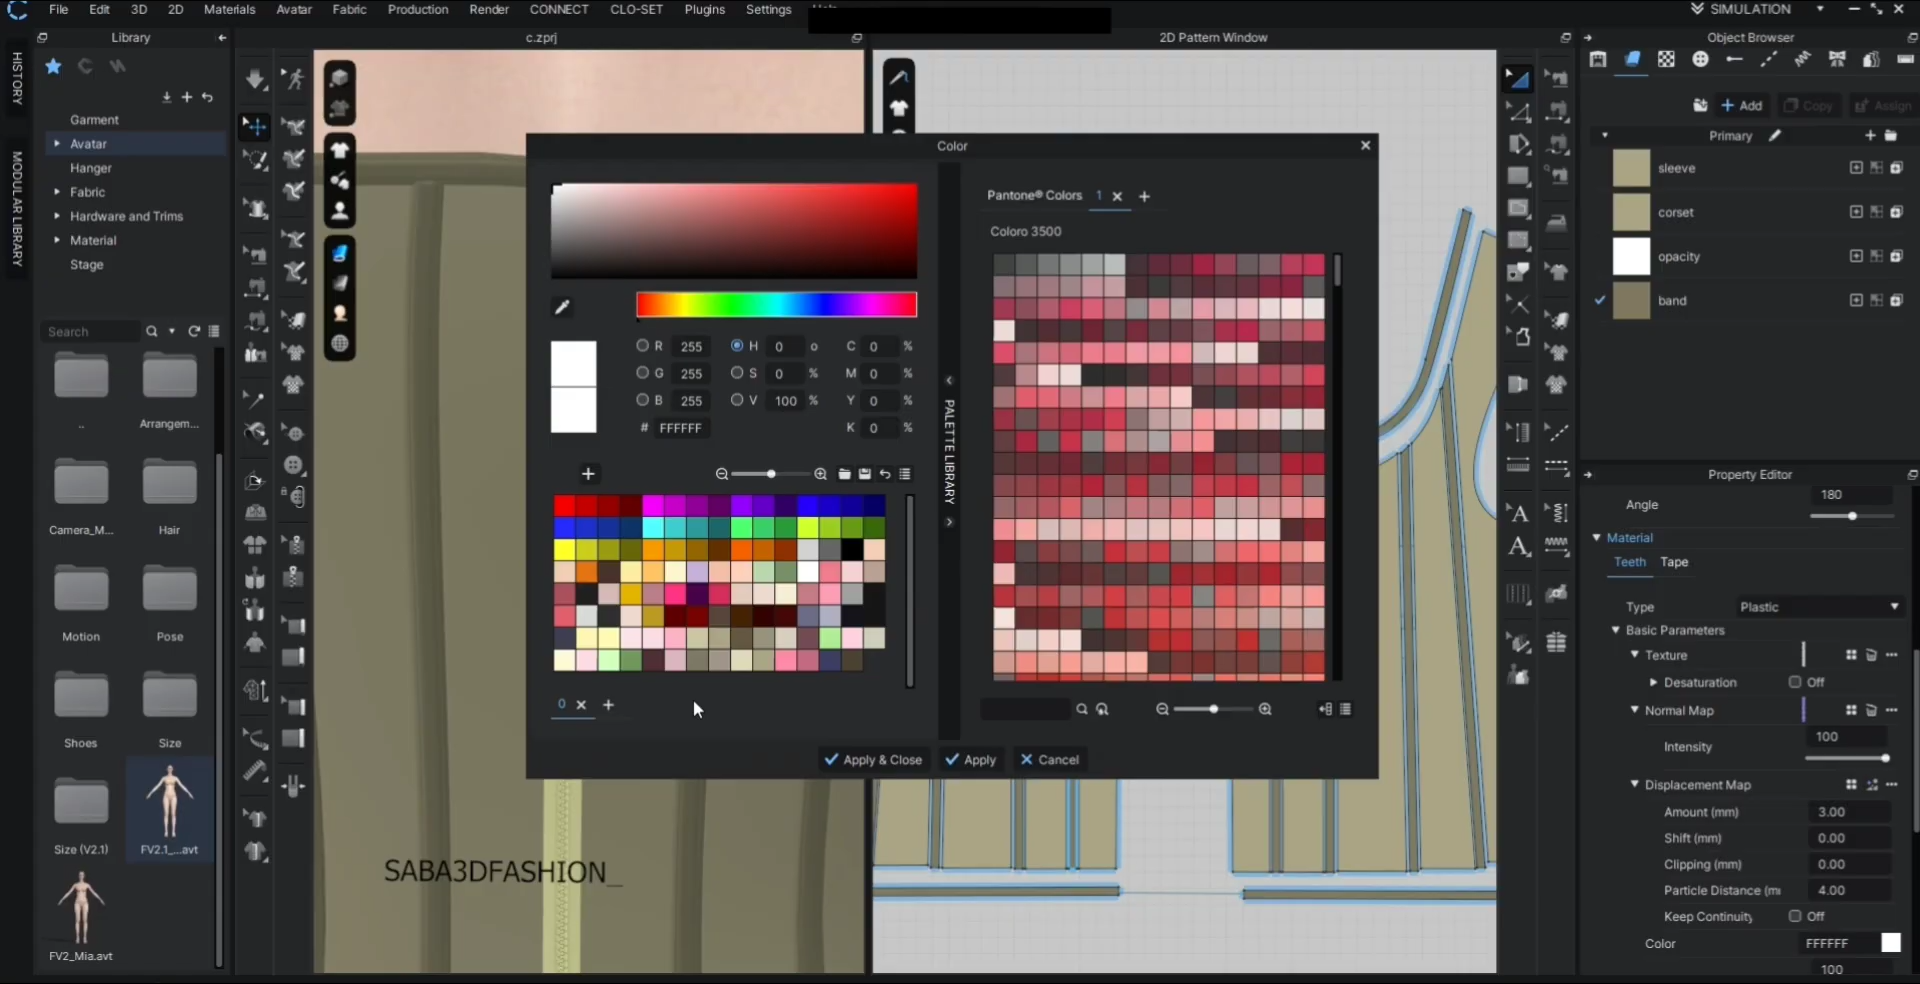 File Edit 3D 2D Materials Avatar Fabric Production Render CONNECT CLO-SET Plugins Settings
SIMULATION
Library
c.zprj
2D Pattern Window
Object Browser
HISTORY
MODULAR LIBRARY
Garment
Avatar
Hanger
Fabric
Hardware and Trims
Material
Stage
Search
..
Arrangem...
Camera_M...
Hair
Motion
Pose
Shoes
Size
Size (V2.1)
FV2.1_...avt
FV2_Mia.avt
SABA3DFASHION_
Color
R 255 H 0 o C 0 %
G 255 S 0 % M 0 %
B 255 V 100 % Y 0 %
# FFFFFF K 0 %
0
PALETTE LIBRARY
Pantone® Colors 1
Coloro 3500
Apply & Close Apply Cancel
Add Copy Assign
Primary
sleeve
corset
opacity
band
Property Editor
180
Angle
Material
Teeth Tape
Type Plastic
Basic Parameters
Texture
Desaturation Off
Normal Map
100
Intensity
Displacement Map
Amount (mm) 3.00
Shift (mm) 0.00
Clipping (mm) 0.00
Particle Distance (m 4.00
Keep Continuity Off
Color FFFFFF
100